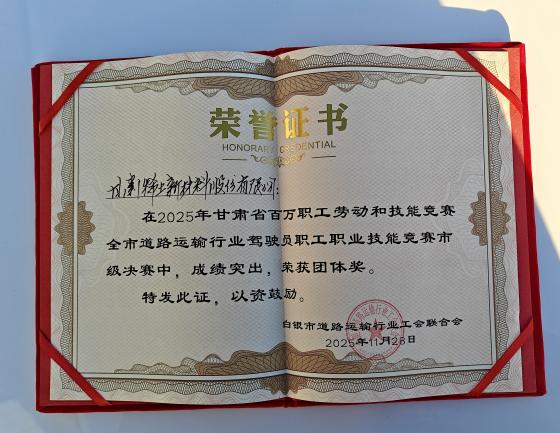 荣誉证书
HONORARY CREDENTIAL
甘肃稀土新材料股份有限公司：
在2025年甘肃省百万职工劳动和技能竞赛
全市道路运输行业驾驶员职工职业技能竞赛市
级决赛中，成绩突出，荣获团体奖。
特发此证，以资鼓励。
白银市道路运输行业工会联合会
2025年11月28日